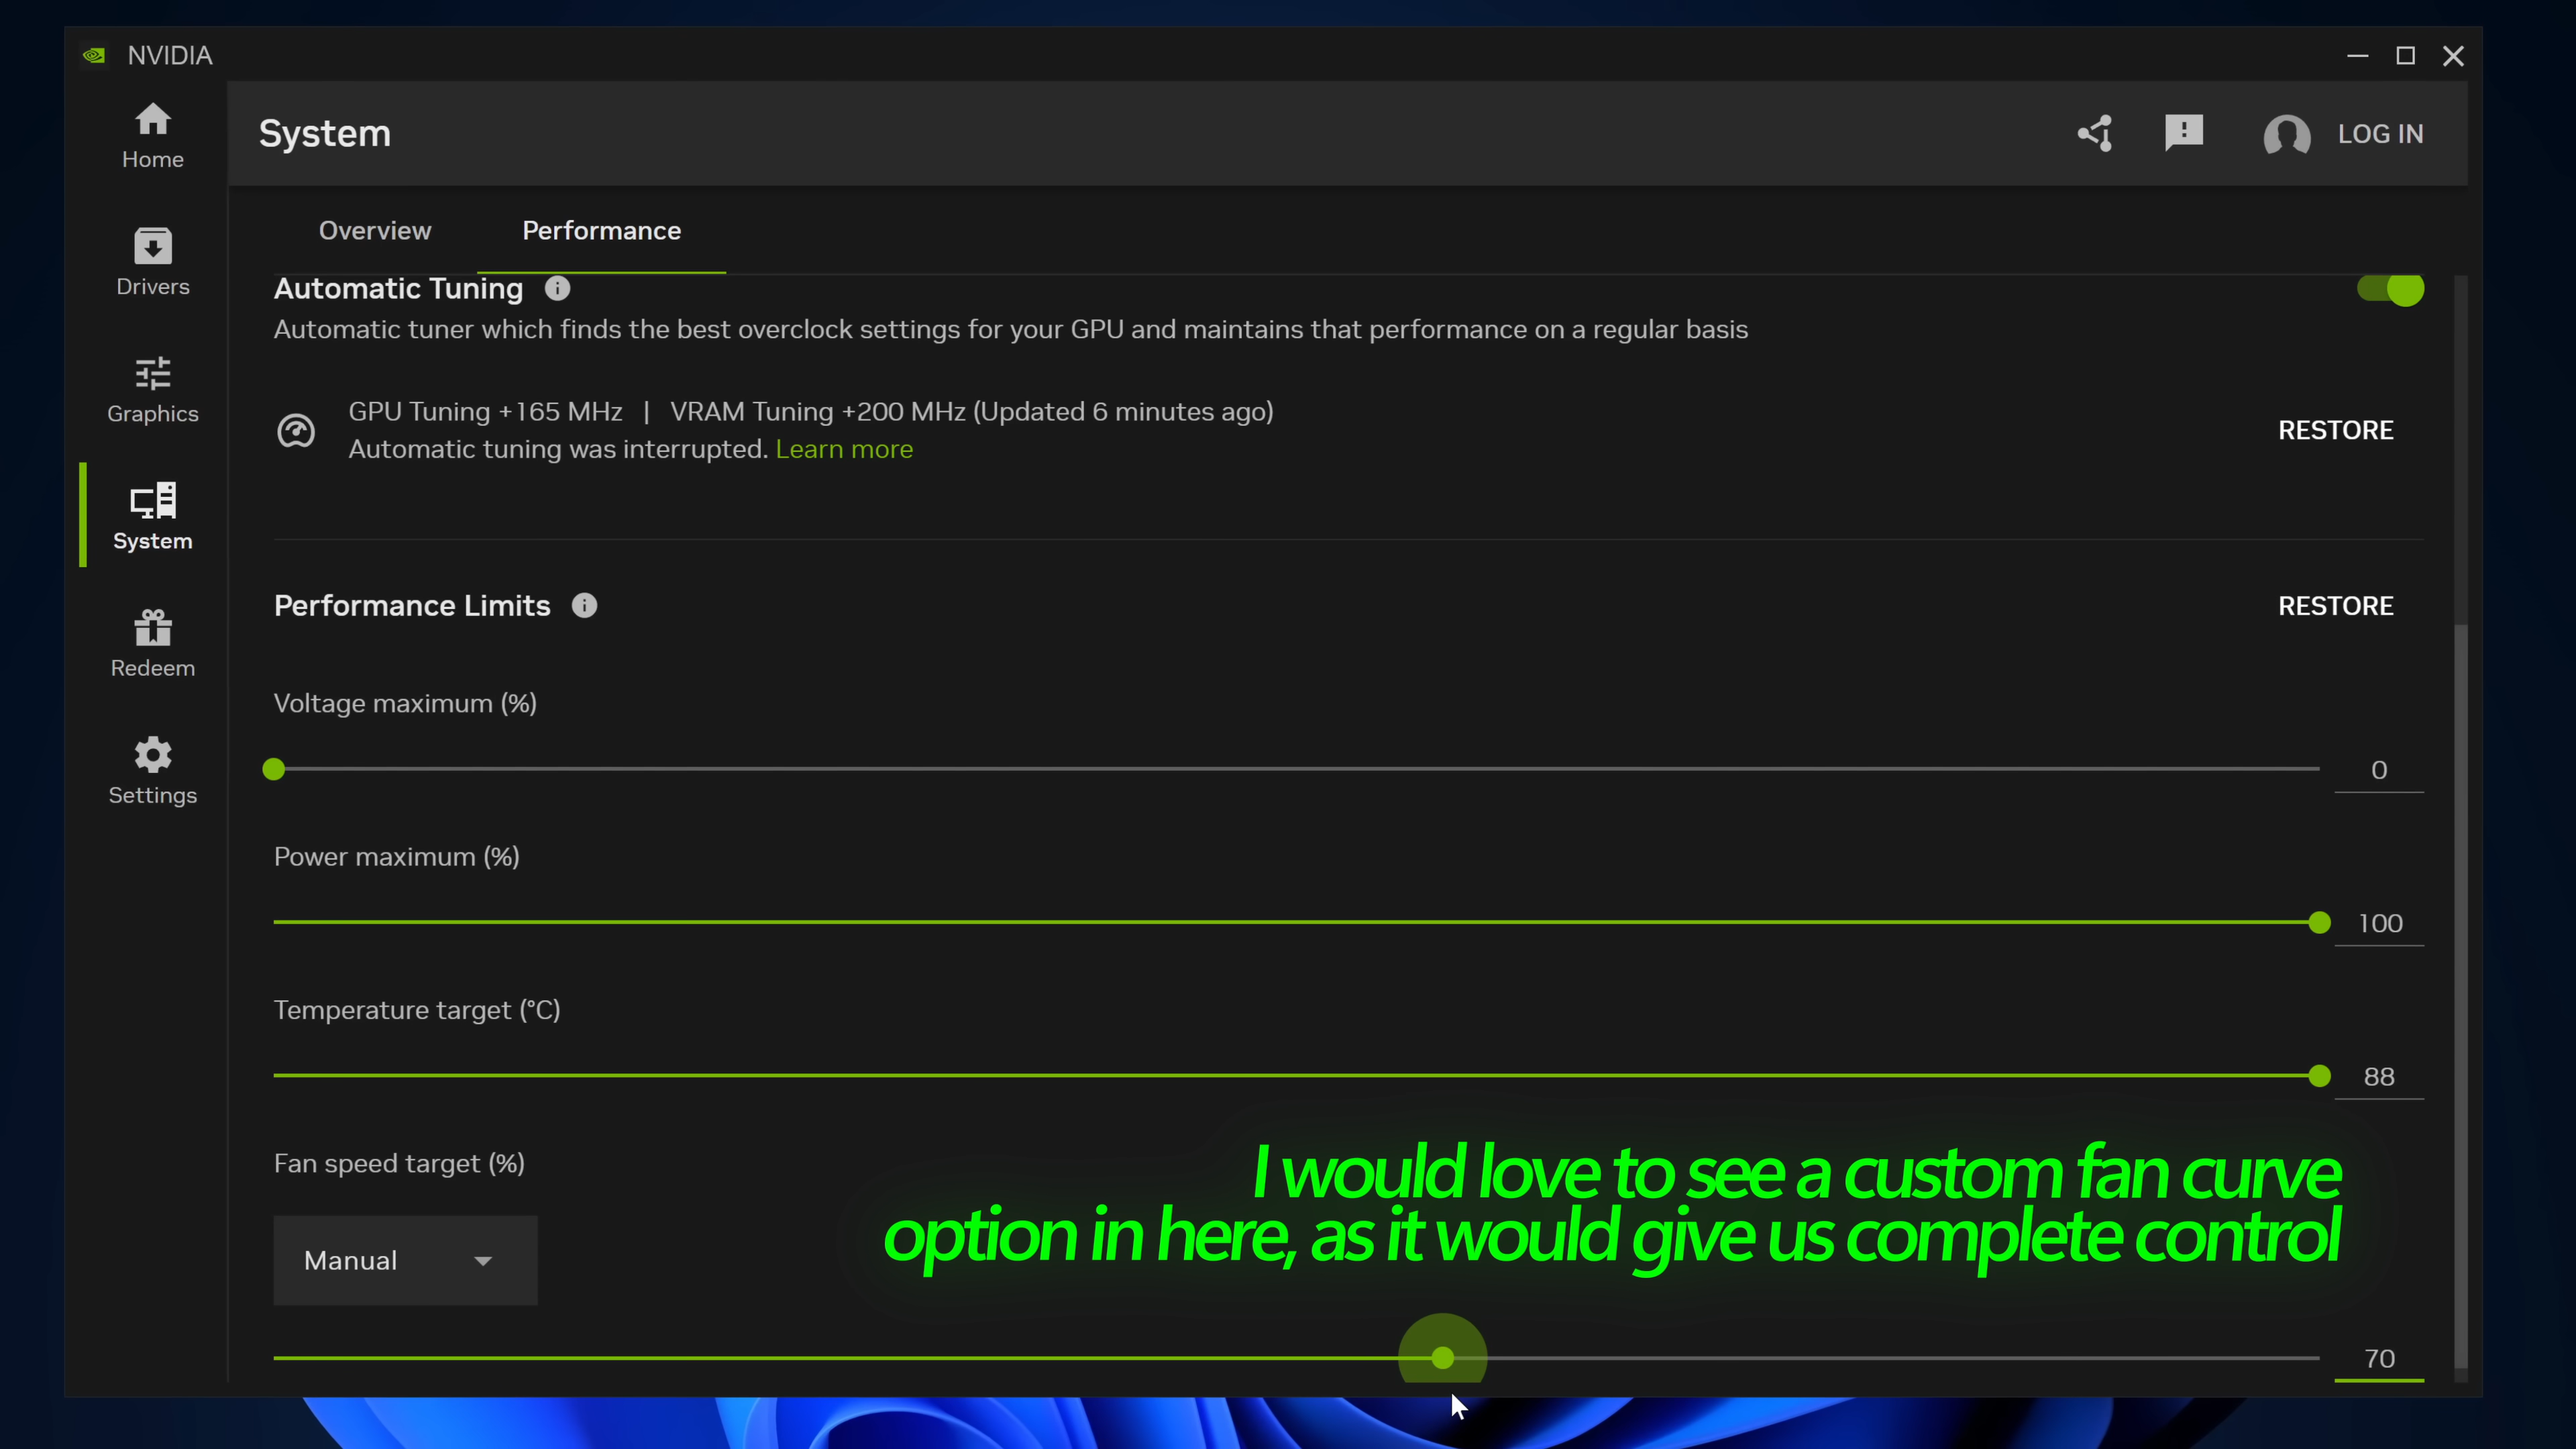 NVIDIA
Home
Drivers
Graphics
System
Redeem
Settings
System
LOG IN
Overview
Performance
Automatic Tuning
Automatic tuner which finds the best overclock settings for your GPU and maintains that performance on a regular basis
GPU Tuning +165 MHz | VRAM Tuning +200 MHz (Updated 6 minutes ago)
Automatic tuning was interrupted. Learn more
RESTORE
Performance Limits
RESTORE
Voltage maximum (%)
0
Power maximum (%)
100
Temperature target (°C)
88
Fan speed target (%)
I would love to see a custom fan curve
option in here, as it would give us complete control
Manual
70